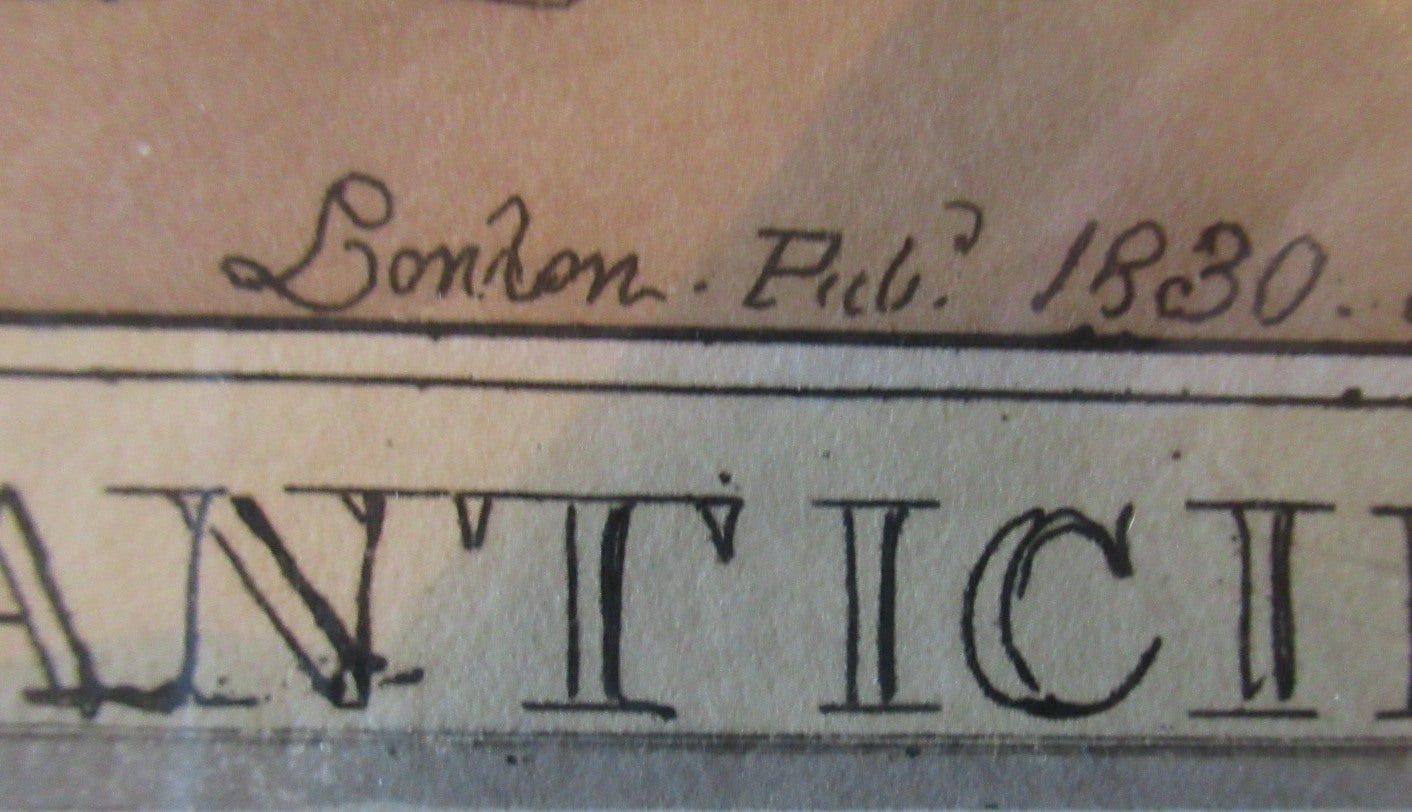 London. Pub.d 1830.
ANTICI